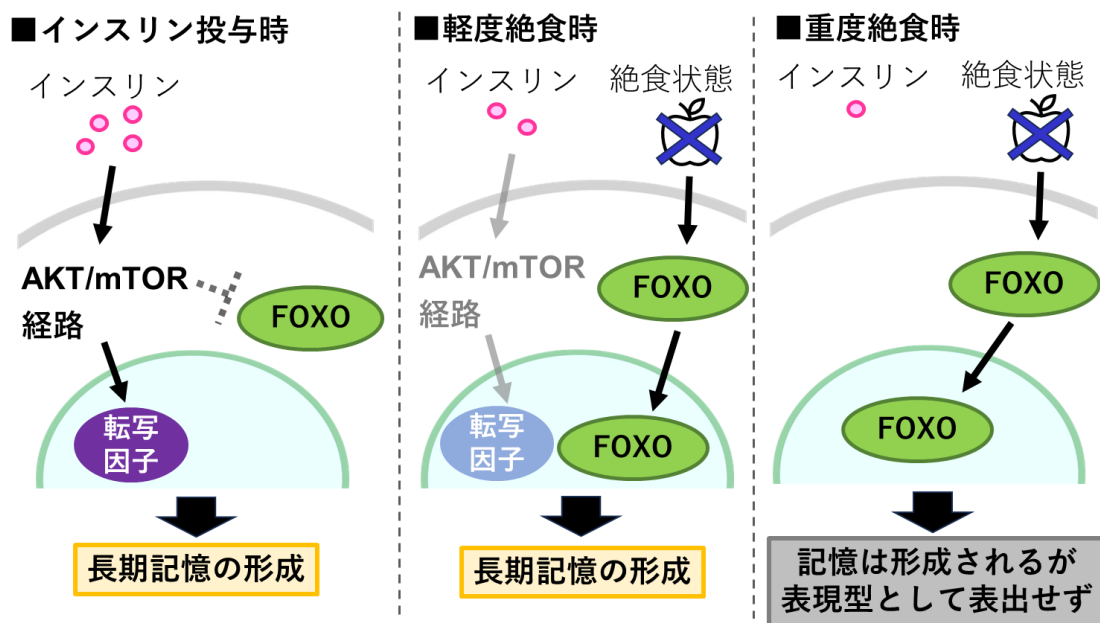 ■インスリン投与時
インスリン
AKT/mTOR
経路
FOXO
転写
因子
長期記憶の形成
■軽度絶食時
インスリン
絶食状態
AKT/mTOR
経路
FOXO
転写
因子
FOXO
長期記憶の形成
■重度絶食時
インスリン
絶食状態
FOXO
FOXO
記憶は形成されるが
表現型として表出せず